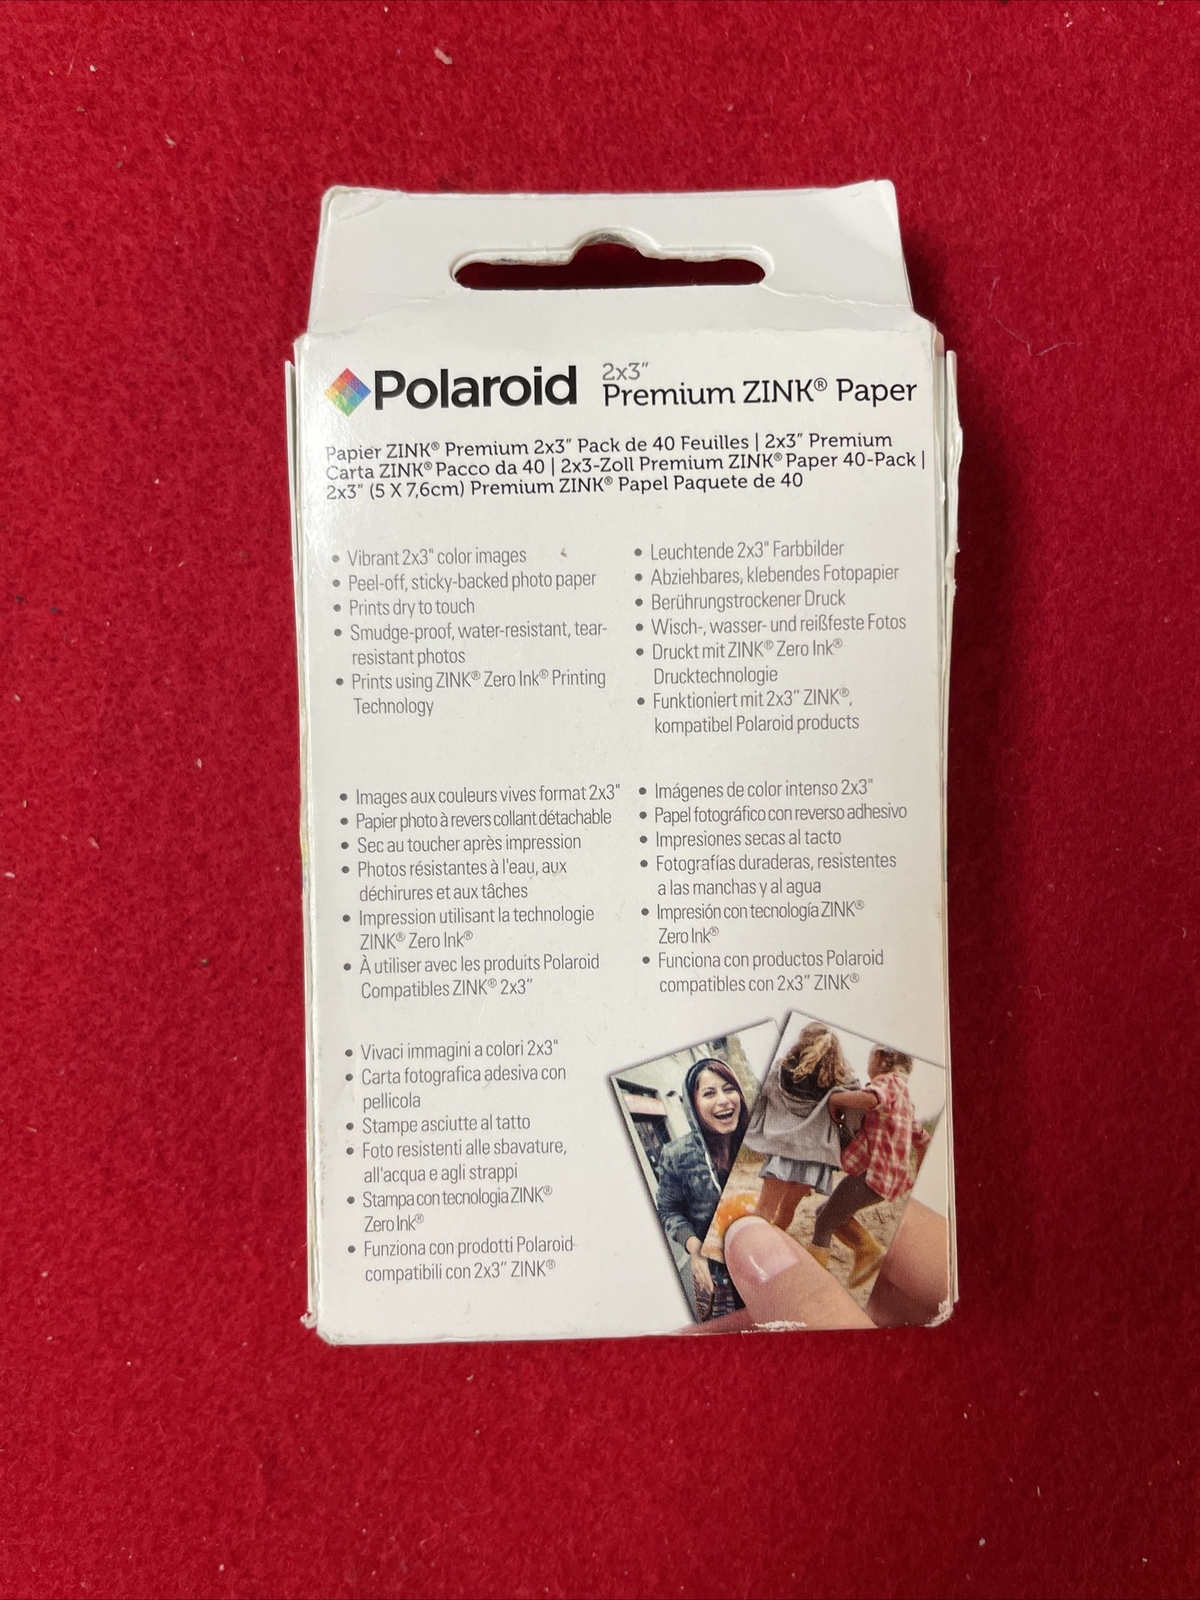 Polaroid
2x3"
Premium ZINK® Paper
Papier ZINK® Premium 2x3" Pack de 40 Feuilles | 2x3" Premium
Carta ZINK® Pacco da 40 | 2x3-Zoll Premium ZINK® Paper 40-Pack |
2x3" (5 X 7,6cm) Premium ZINK® Papel Paquete de 40
• Vibrant 2x3" color images
• Peel-off, sticky-backed photo paper
• Prints dry to touch
• Smudge-proof, water-resistant, tear-
resistant photos
• Prints using ZINK® Zero Ink® Printing
Technology
• Leuchtende 2x3" Farbbilder
• Abziehbares, klebendes Fotopapier
• Berührungstrockener Druck
• Wisch-, wasser- und reißfeste Fotos
• Druckt mit ZINK® Zero Ink®
Drucktechnologie
• Funktioniert mit 2x3" ZINK®,
kompatibel Polaroid products
• Images aux couleurs vives format 2x3"
• Papier photo à revers collant détachable
• Sec au toucher après impression
• Photos résistantes à l'eau, aux
déchirures et aux tâches
• Impression utilisant la technologie
ZINK® Zero Ink®
• À utiliser avec les produits Polaroid
Compatibles ZINK® 2x3"
• Imágenes de color intenso 2x3"
• Papel fotográfico con reverso adhesivo
• Impresiones secas al tacto
• Fotografías duraderas, resistentes
a las manchas y al agua
• Impresión con tecnología ZINK®
Zero Ink®
• Funciona con productos Polaroid
compatibles con 2x3" ZINK®
• Vivaci immagini a colori 2x3"
• Carta fotografica adesiva con
pellicola
• Stampe asciutte al tatto
• Foto resistenti alle sbavature,
all'acqua e agli strappi
• Stampa con tecnologia ZINK®
Zero Ink®
• Funziona con prodotti Polaroid
compatibili con 2x3" ZINK®